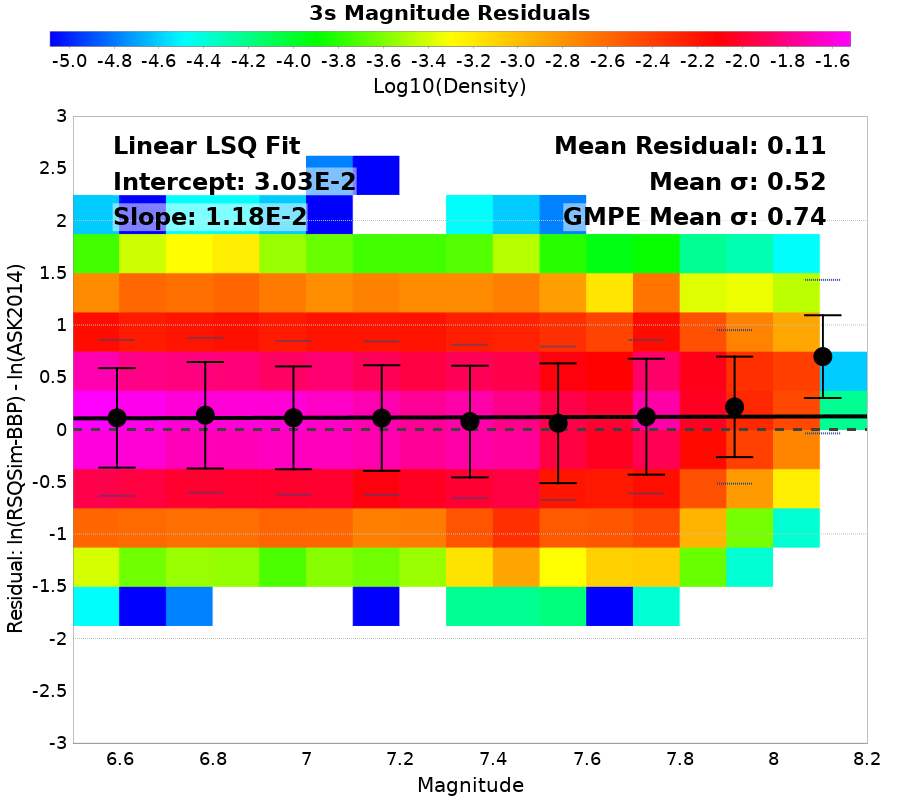 3s Magnitude Residuals
-5.0 -4.8 -4.6 -4.4 -4.2 -4.0 -3.8 -3.6 -3.4 -3.2 -3.0 -2.8 -2.6 -2.4 -2.2 -2.0 -1.8 -1.6
Log10(Density)
Linear LSQ Fit
Intercept: 3.03E-2
Slope: 1.18E-2
Mean Residual: 0.11
Mean σ: 0.52
GMPE Mean σ: 0.74
Residual: ln(RSQSim-BBP) - ln(ASK2014)
3
2.5
2
1.5
1
0.5
0
-0.5
-1
-1.5
-2
-2.5
-3
6.6 6.8 7 7.2 7.4 7.6 7.8 8 8.2
Magnitude